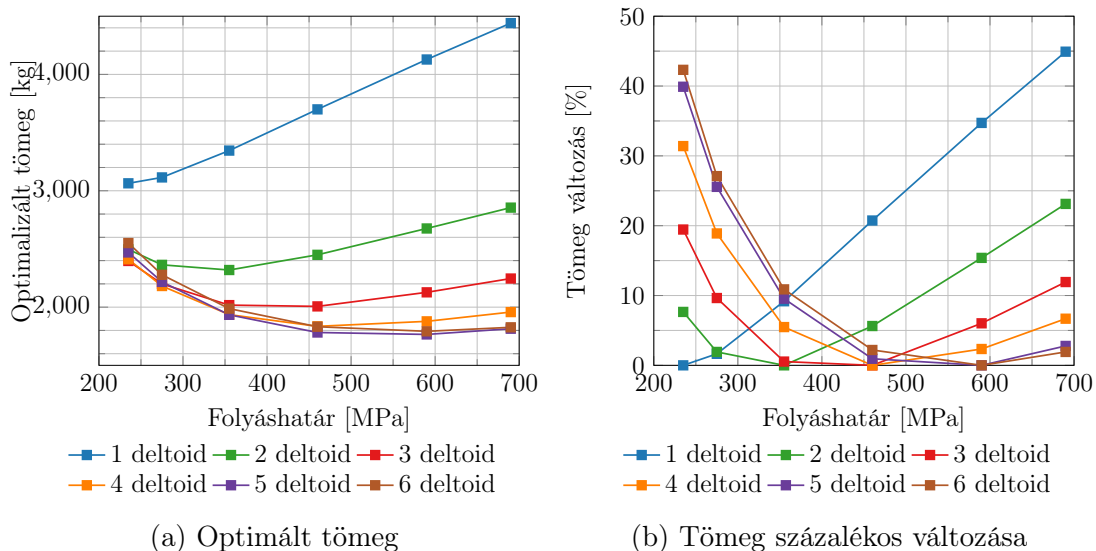 4,000
3,000
2,000
Optimalizált tömeg [kg]
200 300 400 500 600 700
Folyáshatár [MPa]
1 deltoid 2 deltoid 3 deltoid
4 deltoid 5 deltoid 6 deltoid
(a) Optimált tömeg
50
40
30
20
10
0
Tömeg változás [%]
200 300 400 500 600 700
Folyáshatár [MPa]
1 deltoid 2 deltoid 3 deltoid
4 deltoid 5 deltoid 6 deltoid
(b) Tömeg százalékos változása